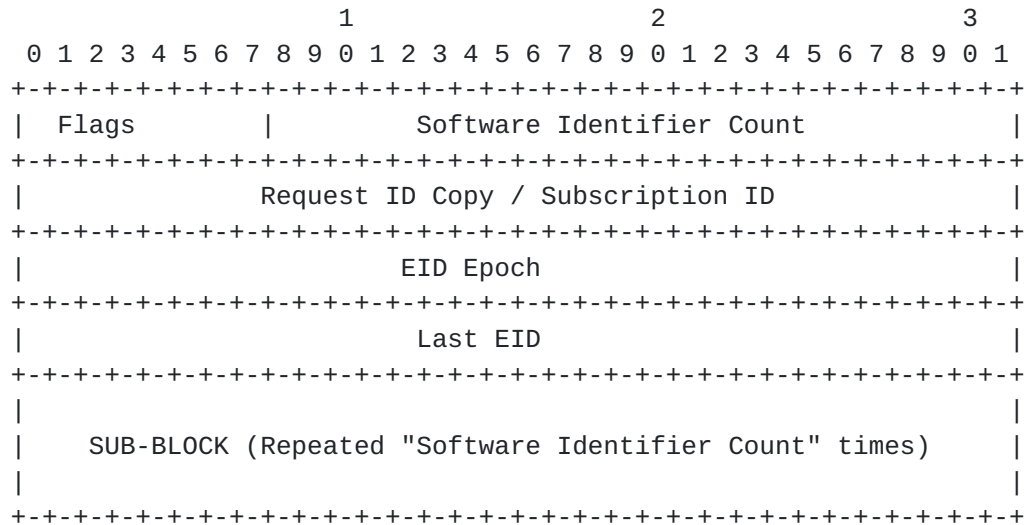 1                   2                   3
 0 1 2 3 4 5 6 7 8 9 0 1 2 3 4 5 6 7 8 9 0 1 2 3 4 5 6 7 8 9 0 1
+-+-+-+-+-+-+-+-+-+-+-+-+-+-+-+-+-+-+-+-+-+-+-+-+-+-+-+-+-+-+-+-+
|  Flags        |         Software Identifier Count             |
+-+-+-+-+-+-+-+-+-+-+-+-+-+-+-+-+-+-+-+-+-+-+-+-+-+-+-+-+-+-+-+-+
|               Request ID Copy / Subscription ID               |
+-+-+-+-+-+-+-+-+-+-+-+-+-+-+-+-+-+-+-+-+-+-+-+-+-+-+-+-+-+-+-+-+
|                        EID Epoch                              |
+-+-+-+-+-+-+-+-+-+-+-+-+-+-+-+-+-+-+-+-+-+-+-+-+-+-+-+-+-+-+-+-+
|                         Last EID                              |
+-+-+-+-+-+-+-+-+-+-+-+-+-+-+-+-+-+-+-+-+-+-+-+-+-+-+-+-+-+-+-+-+
|                                                               |
|    SUB-BLOCK (Repeated "Software Identifier Count" times)     |
|                                                               |
+-+-+-+-+-+-+-+-+-+-+-+-+-+-+-+-+-+-+-+-+-+-+-+-+-+-+-+-+-+-+-+-+